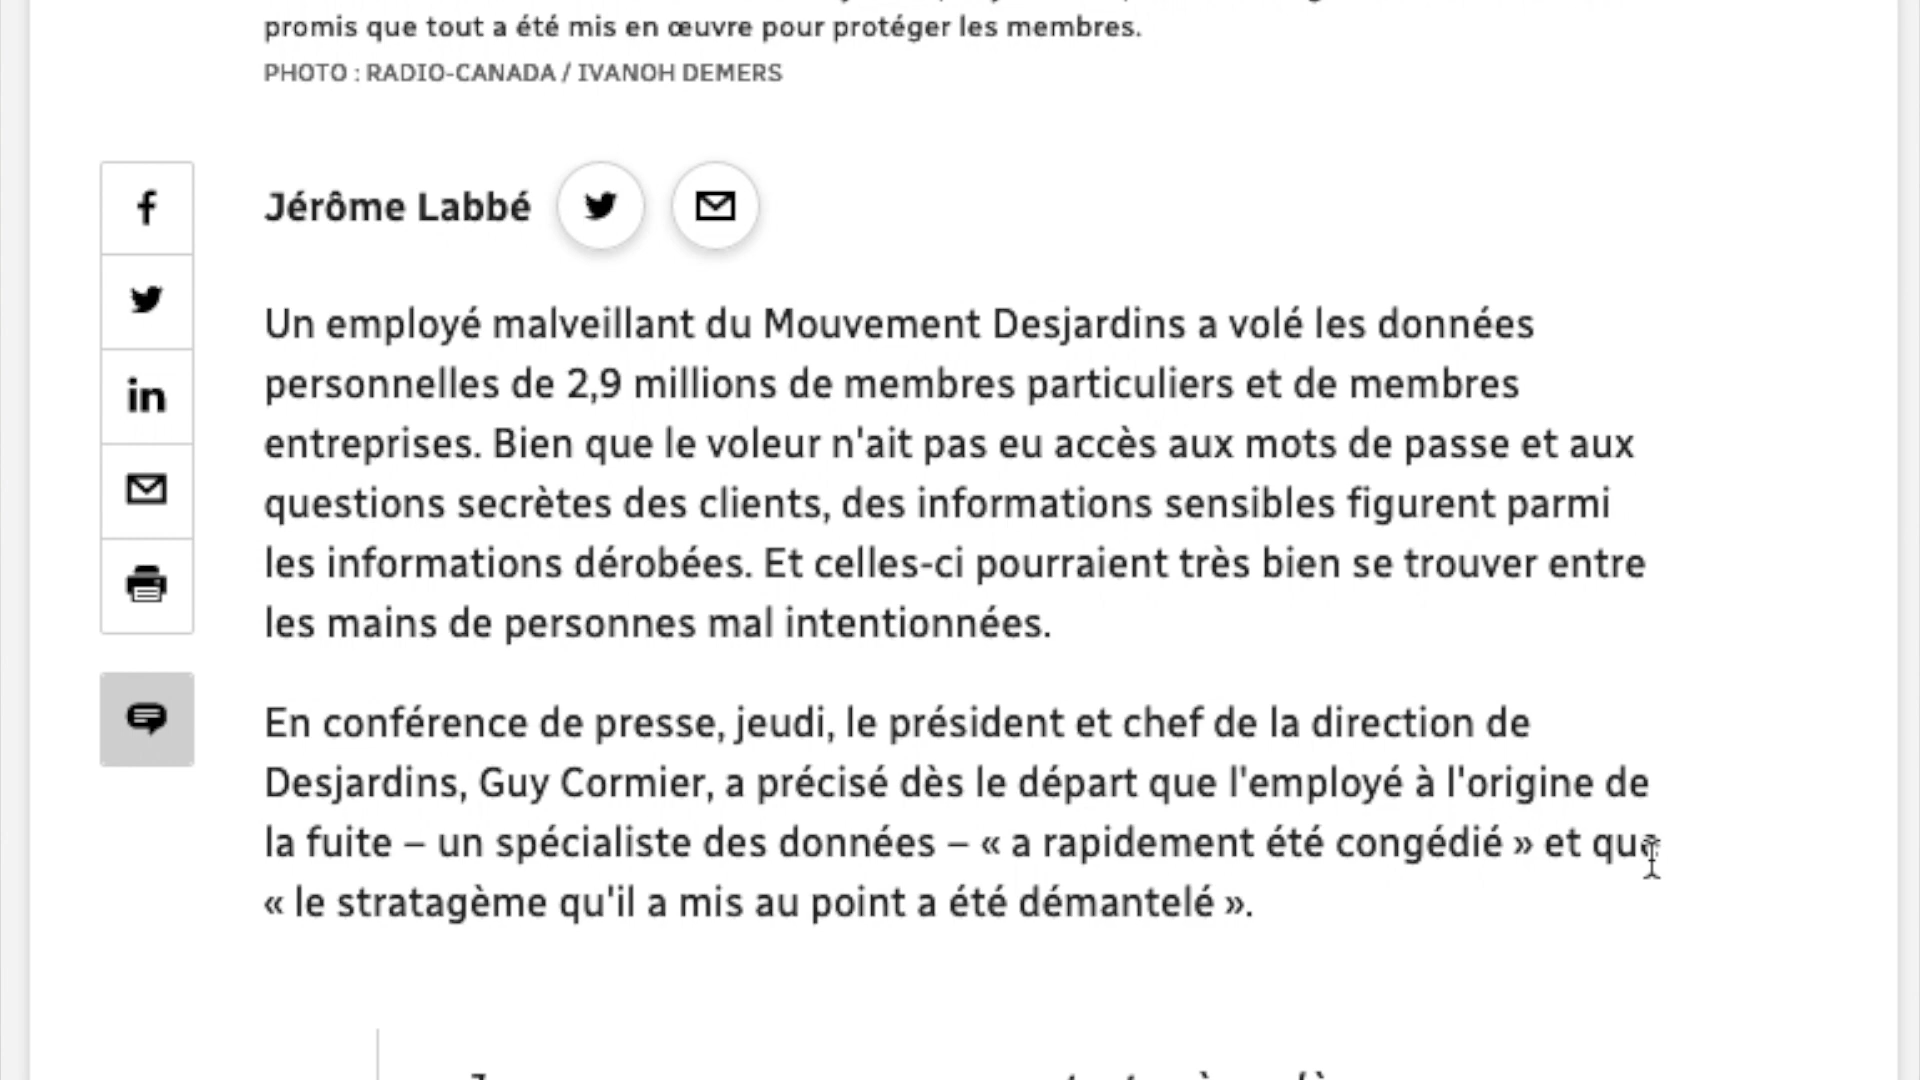 promis que tout a été mis en œuvre pour protéger les membres.
PHOTO : RADIO-CANADA / IVANOH DEMERS
Jérôme Labbé
Un employé malveillant du Mouvement Desjardins a volé les données
personnelles de 2,9 millions de membres particuliers et de membres
entreprises. Bien que le voleur n'ait pas eu accès aux mots de passe et aux
questions secrètes des clients, des informations sensibles figurent parmi
les informations dérobées. Et celles-ci pourraient très bien se trouver entre
les mains de personnes mal intentionnées.
En conférence de presse, jeudi, le président et chef de la direction de
Desjardins, Guy Cormier, a précisé dès le départ que l'employé à l'origine de
la fuite – un spécialiste des données – « a rapidement été congédié » et que
« le stratagème qu'il a mis au point a été démantelé ».